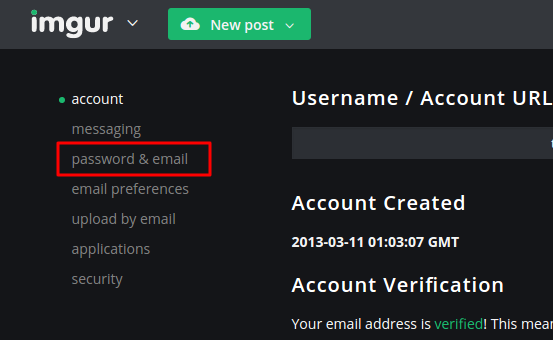 imgur
New post
account
messaging
password & email
email preferences
upload by email
applications
security
Username / Account URL
Account Created
2013-03-11 01:03:07 GMT
Account Verification
Your email address is verified! This mean